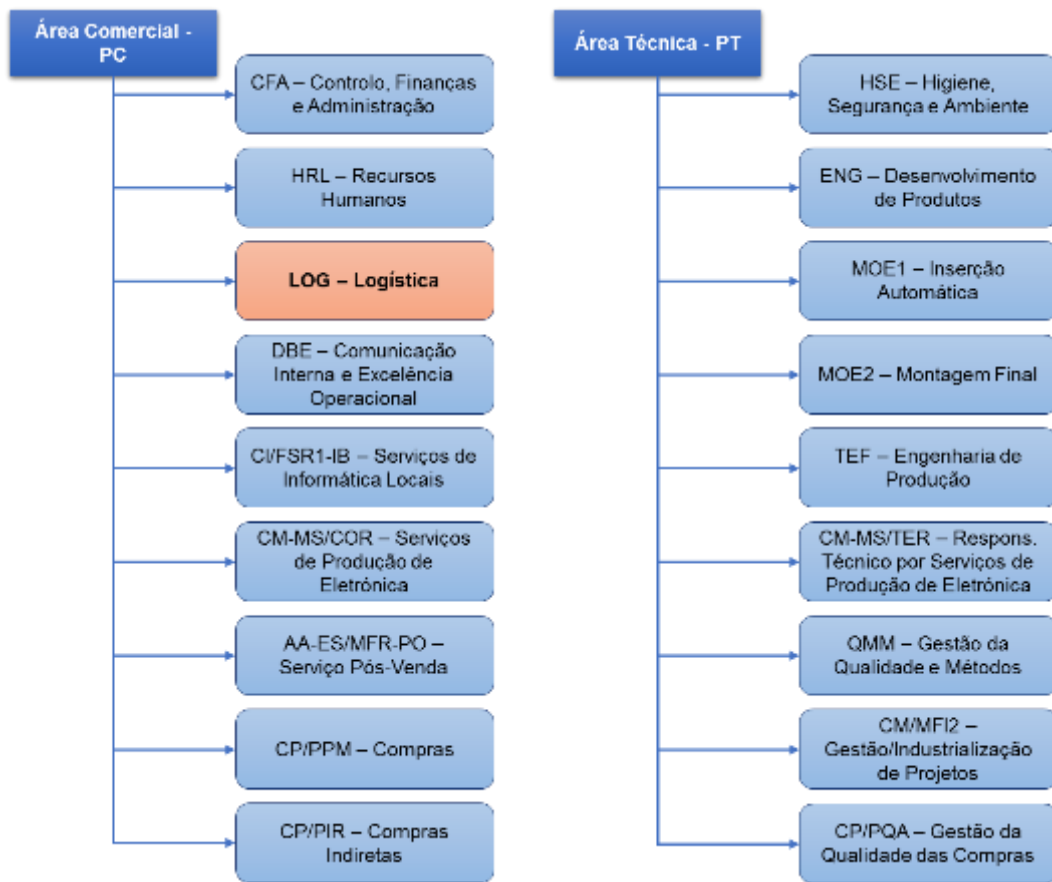 Área Comercial -
PC
CFA – Controlo, Finanças
e Administração
HRL – Recursos
Humanos
LOG – Logística
DBE – Comunicação
Interna e Excelência
Operacional
CI/FSR1-IB – Serviços de
Informática Locais
CM-MS/COR – Serviços
de Produção de
Eletrónica
AA-ES/MFR-PO –
Serviço Pós-Venda
CP/PPM – Compras
CP/PIR – Compras
Indiretas
Área Técnica - PT
HSE – Higiene,
Segurança e Ambiente
ENG – Desenvolvimento
de Produtos
MOE1 – Inserção
Automática
MOE2 – Montagem Final
TEF – Engenharia de
Produção
CM-MS/TER – Respons.
Técnico por Serviços de
Produção de Eletrónica
QMM – Gestão da
Qualidade e Métodos
CM/MFI2 –
Gestão/Industrialização
de Projetos
CP/PQA – Gestão da
Qualidade das Compras